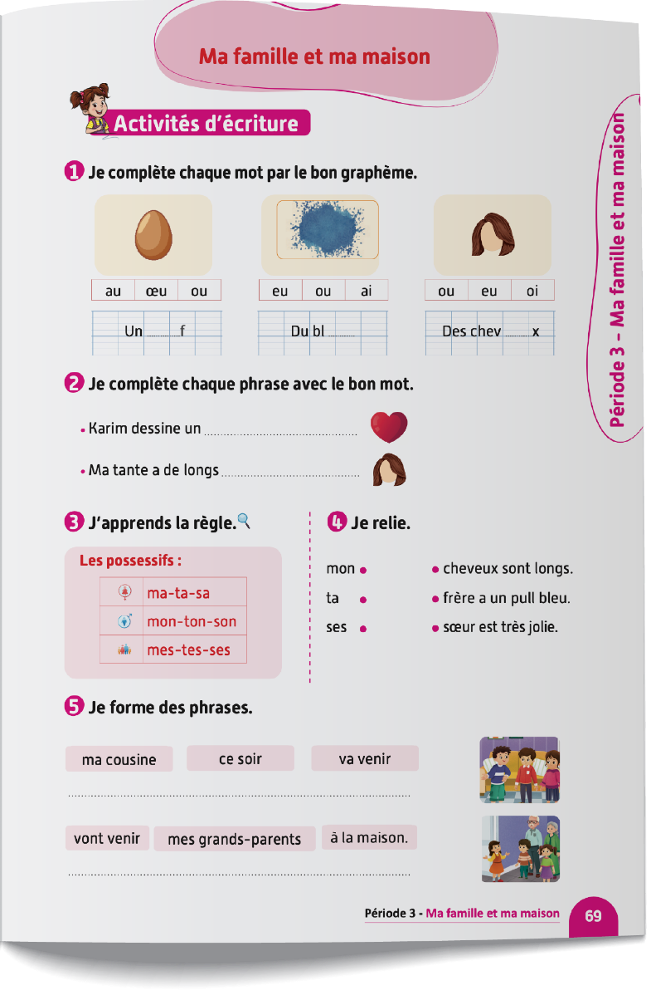 Ma famille et ma maison
Activités d'écriture
1 Je complète chaque mot par le bon graphème.
au œu ou
eu ou ai
ou eu oi
Un ............f
Du bl ..........
Des chev ......... x
2 Je complète chaque phrase avec le bon mot.
• Karim dessine un ..............................................
• Ma tante a de longs ..........................................
3 J'apprends la règle.
Les possessifs :
ma-ta-sa
mon-ton-son
mes-tes-ses
4 Je relie.
mon • • cheveux sont longs.
ta • • frère a un pull bleu.
ses • • sœur est très jolie.
5 Je forme des phrases.
ma cousine ce soir va venir
vont venir mes grands-parents à la maison.
Période 3 - Ma famille et ma maison 69
Période 3 - Ma famille et ma maison